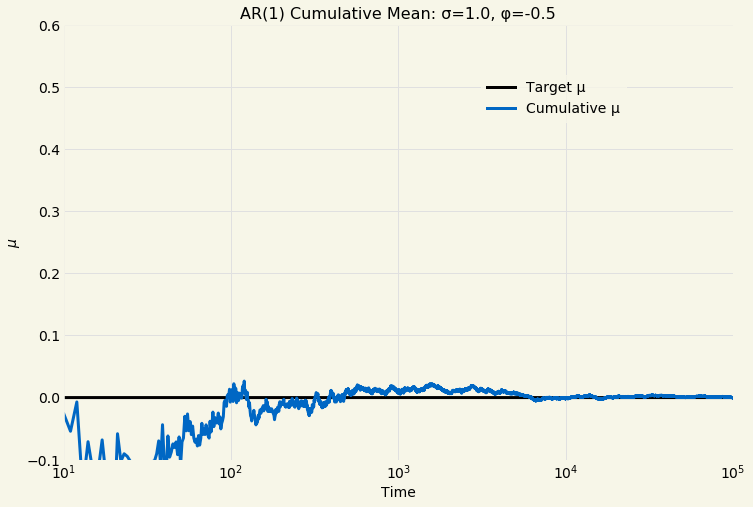 AR(1) Cumulative Mean: σ=1.0, φ=-0.5
0.6
0.5
0.4
0.3
0.2
0.1
0.0
−0.1
μ
Target μ
Cumulative μ
10¹ 10² 10³ 10⁴ 10⁵
Time